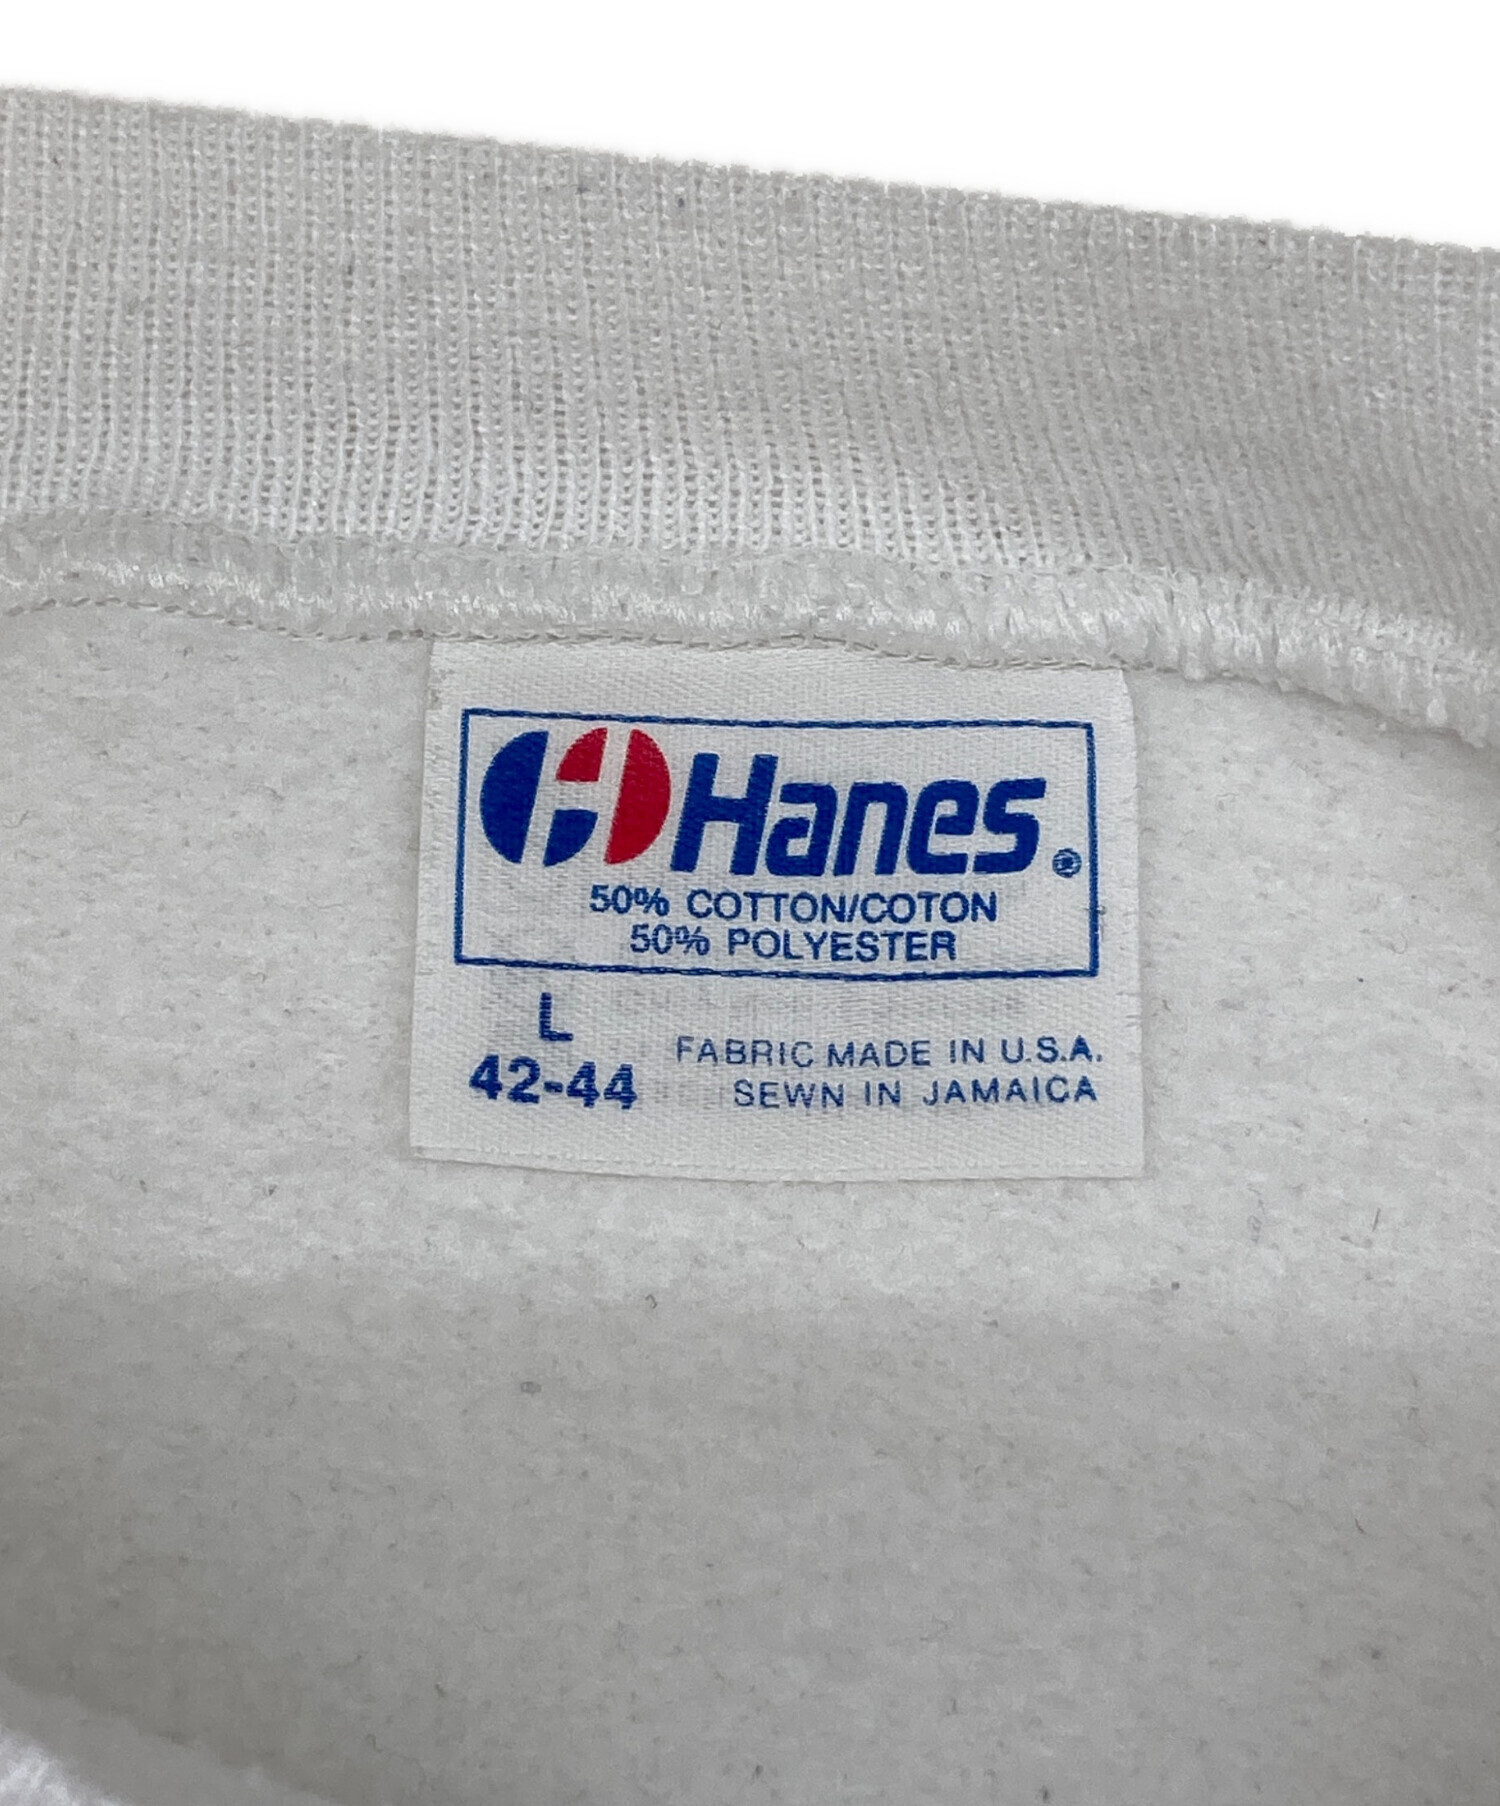 Hanes®
50% COTTON/COTON
50% POLYESTER
L
42-44
FABRIC MADE IN U.S.A.
SEWN IN JAMAICA